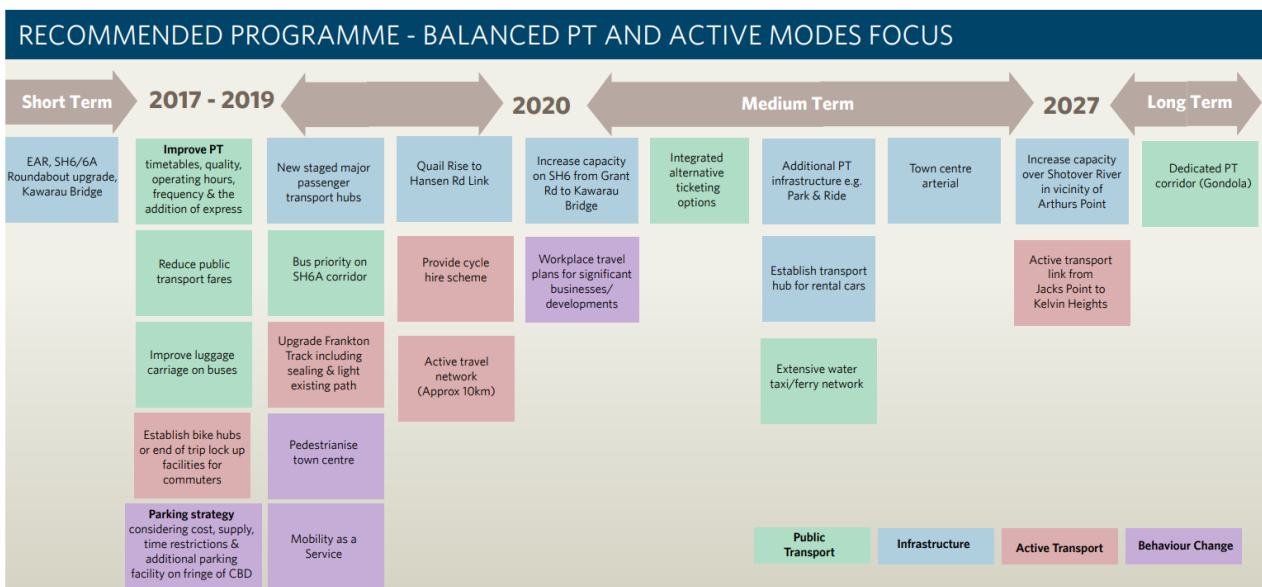 RECOMMENDED PROGRAMME - BALANCED PT AND ACTIVE MODES FOCUS
Short Term
2017 - 2019
2020
Medium Term
2027
Long Term
EAR, SH6/6A
Roundabout upgrade,
Kawarau Bridge
Improve PT
timetables, quality,
operating hours,
frequency & the
addition of express
New staged major
passenger
transport hubs
Quail Rise to
Hansen Rd Link
Increase capacity
on SH6 from Grant
Rd to Kawarau
Bridge
Integrated
alternative
ticketing
options
Additional PT
infrastructure e.g.
Park & Ride
Town centre
arterial
Increase capacity
over Shotover River
in vicinity of
Arthurs Point
Dedicated PT
corridor (Gondola)
Reduce public
transport fares
Bus priority on
SH6A corridor
Provide cycle
hire scheme
Workplace travel
plans for significant
businesses/
developments
Establish transport
hub for rental cars
Active transport
link from
Jacks Point to
Kelvin Heights
Improve luggage
carriage on buses
Upgrade Frankton
Track including
sealing & light
existing path
Active travel
network
(Approx 10km)
Extensive water
taxi/ferry network
Establish bike hubs
or end of trip lock up
facilities for
commuters
Pedestrianise
town centre
Parking strategy
considering cost, supply,
time restrictions &
additional parking
facility on fringe of CBD
Mobility as a
Service
Public
Transport
Infrastructure
Active Transport
Behaviour Change